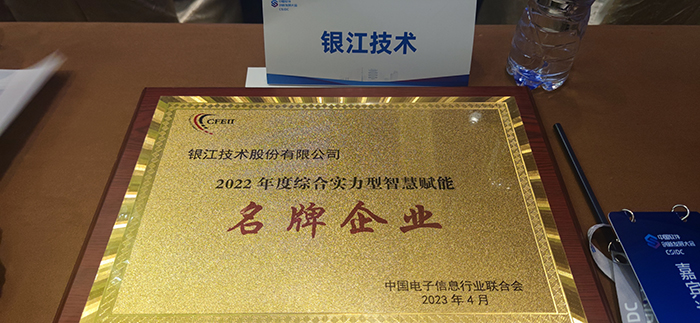 银江技术
CFEII
银江技术股份有限公司
2022 年度综合实力型智慧赋能
名牌企业
中国电子信息行业联合会
2023 年 4 月
CSIDC
嘉宾